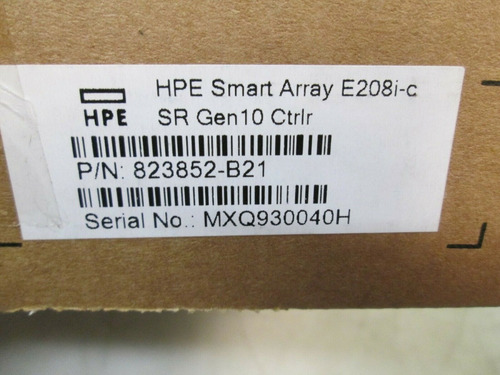 HPE Smart Array E208i-c
HPE SR Gen10 Ctrlr
P/N: 823852-B21
Serial No.: MXQ930040H